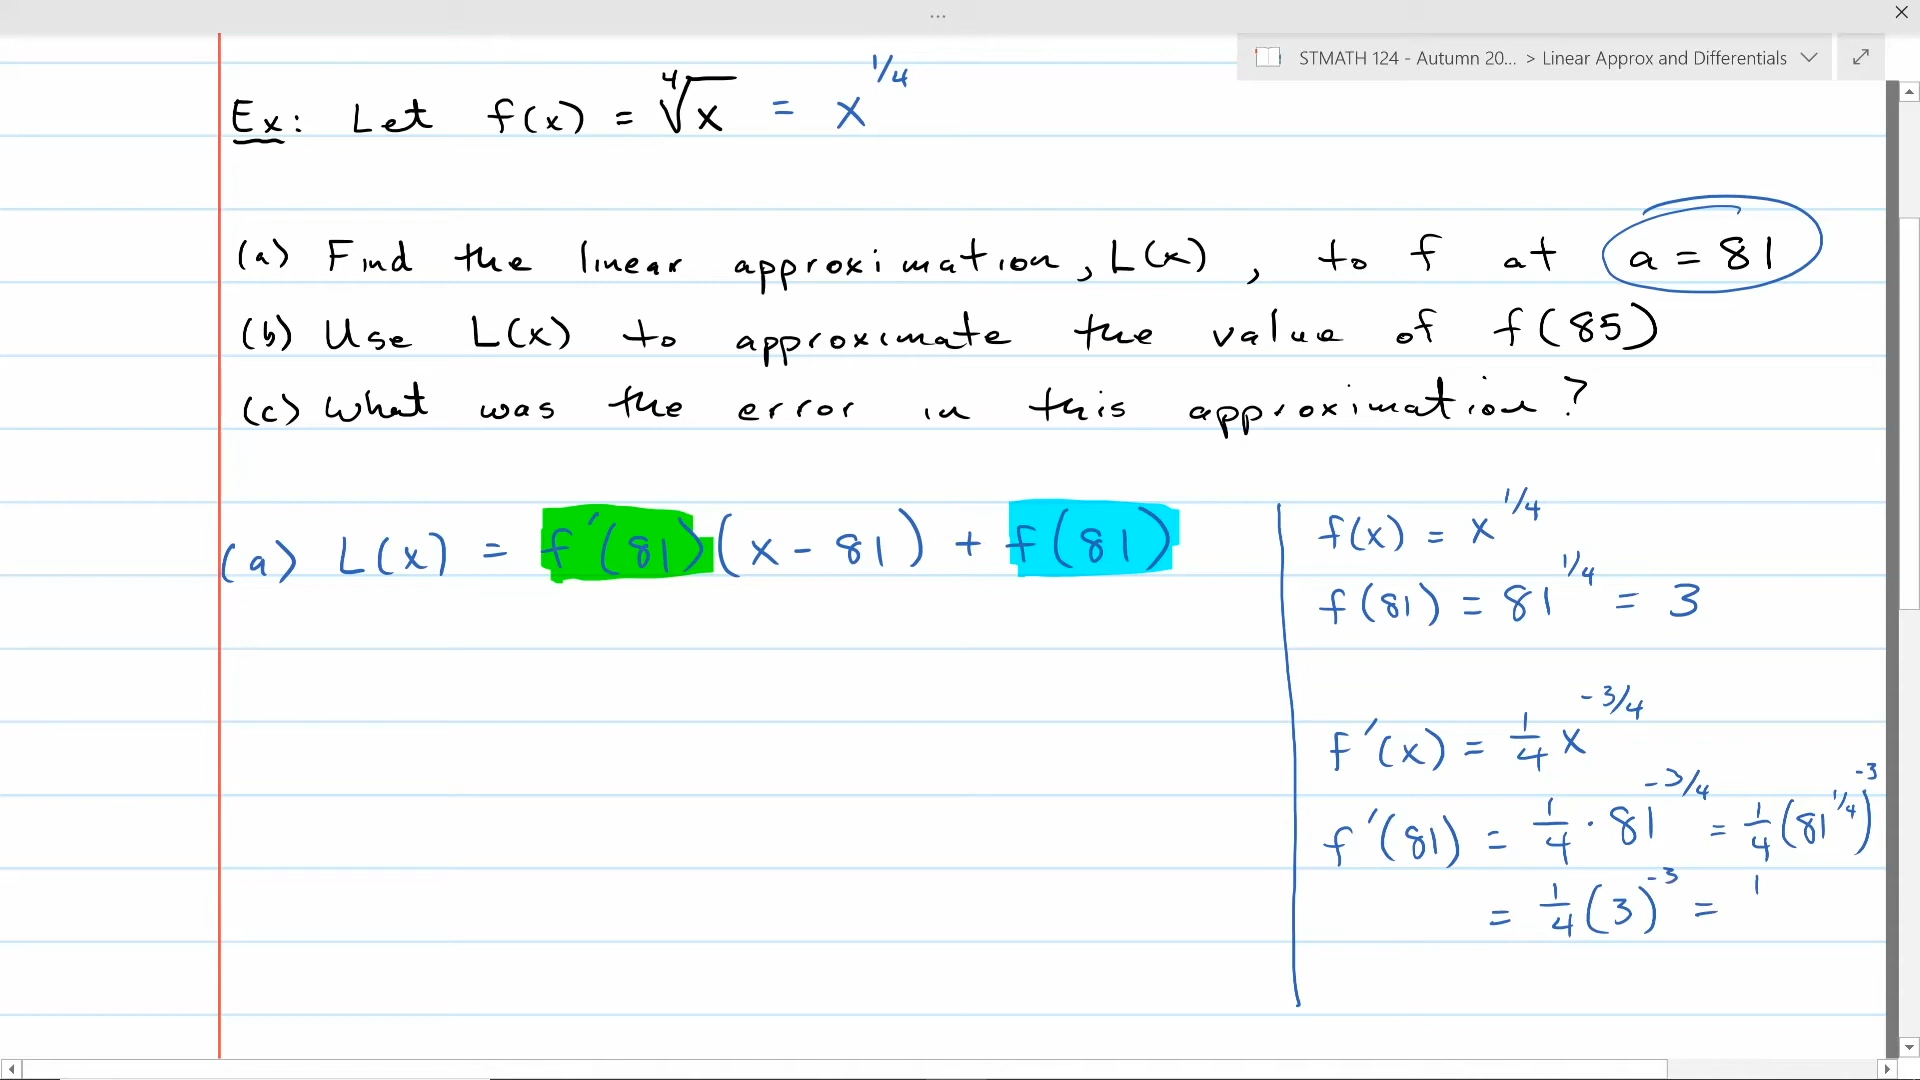 STMATH 124 - Autumn 20... > Linear Approx and Differentials
Ex: Let f(x) = ∜x = x^1/4
(a) Find the linear approximation, L(x), to f at a = 81
(b) Use L(x) to approximate the value of f(85)
(c) What was the error in this approximation?
(a) L(x) = f'(81)(x - 81) + f(81)
f(x) = x^1/4
f(81) = 81^1/4 = 3
f'(x) = 1/4 x^-3/4
f'(81) = 1/4 · 81^-3/4 = 1/4 (81^1/4)^-3
= 1/4 (3)^-3 = 1